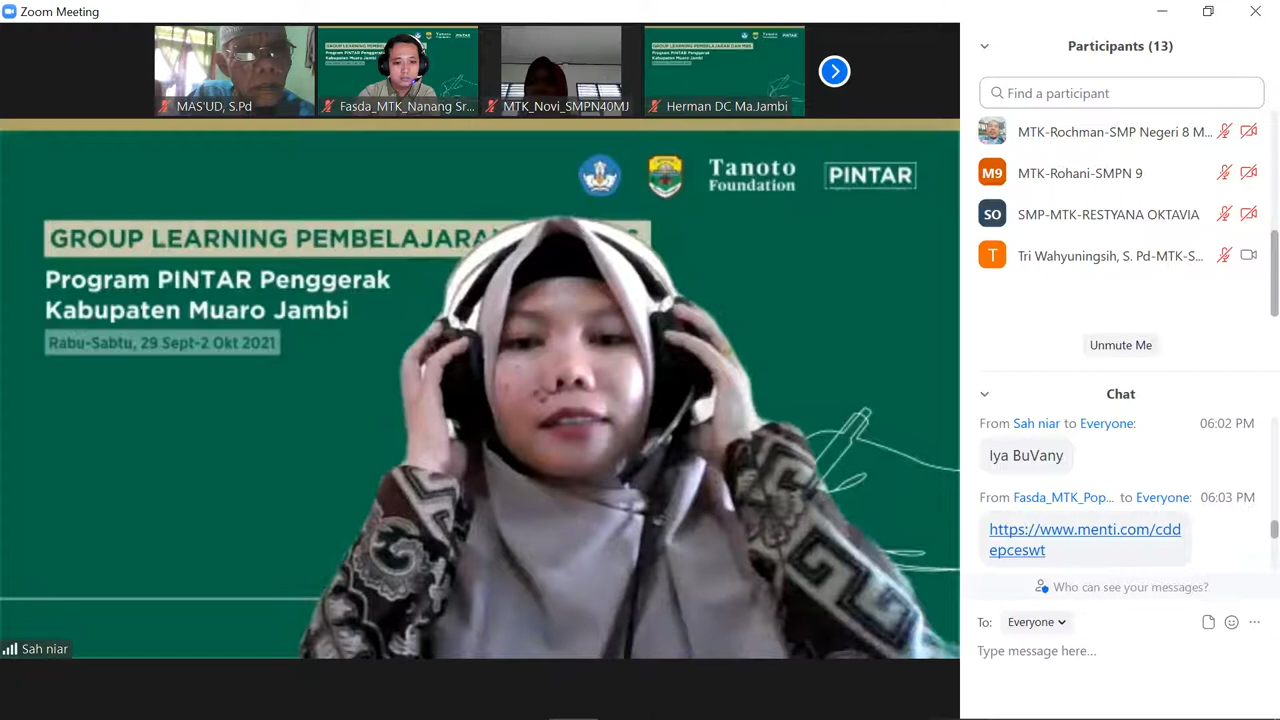 Zoom Meeting
MAS'UD, S.Pd
Fasda_MTK_Nanang Sr...
MTK_Novi_SMPN40MJ
Herman DC Ma.Jambi
Tanoto
Foundation
PINTAR
GROUP LEARNING PEMBELAJARA
Program PINTAR Penggerak
Kabupaten Muaro Jambi
Rabu-Sabtu, 29 Sept-2 Okt 2021
Sah niar
Participants (13)
Find a participant
MTK-Rochman-SMP Negeri 8 M...
M9 MTK-Rohani-SMPN 9
SO SMP-MTK-RESTYANA OKTAVIA
T Tri Wahyuningsih, S. Pd-MTK-S...
Unmute Me
Chat
From Sah niar to Everyone: 06:02 PM
Iya BuVany
From Fasda_MTK_Pop... to Everyone: 06:03 PM
https://www.menti.com/cdd
epceswt
Who can see your messages?
To: Everyone
Type message here...